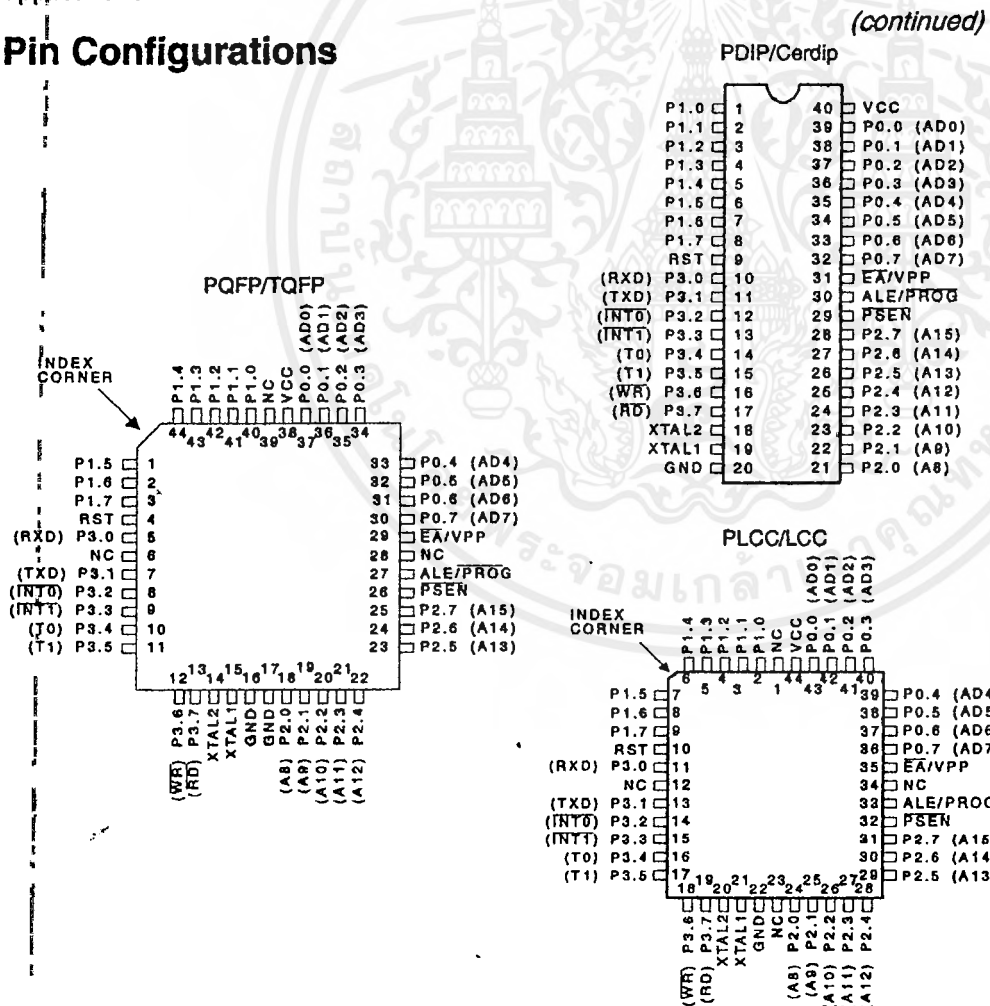 (continued)
Pin Configurations
PDIP/Cerdip
P1.0 1 40 VCC
P1.1 2 39 P0.0 (AD0)
P1.2 3 38 P0.1 (AD1)
P1.3 4 37 P0.2 (AD2)
P1.4 5 36 P0.3 (AD3)
P1.5 6 35 P0.4 (AD4)
P1.6 7 34 P0.5 (AD5)
P1.7 8 33 P0.6 (AD6)
RST 9 32 P0.7 (AD7)
(RXD) P3.0 10 31 EA/VPP
(TXD) P3.1 11 30 ALE/PROG
(INT0) P3.2 12 29 PSEN
(INT1) P3.3 13 28 P2.7 (A15)
(T0) P3.4 14 27 P2.6 (A14)
(T1) P3.5 15 26 P2.5 (A13)
(WR) P3.6 16 25 P2.4 (A12)
(RD) P3.7 17 24 P2.3 (A11)
XTAL2 18 23 P2.2 (A10)
XTAL1 19 22 P2.1 (A9)
GND 20 21 P2.0 (A8)
PQFP/TQFP
INDEX
CORNER
P1.4 P1.3 P1.2 P1.1 P1.0 NC VCC P0.0 (AD0) P0.1 (AD1) P0.2 (AD2) P0.3 (AD3)
44 43 42 41 40 39 38 37 36 35 34
P1.5 1 33 P0.4 (AD4)
P1.6 2 32 P0.5 (AD5)
P1.7 3 31 P0.6 (AD6)
RST 4 30 P0.7 (AD7)
(RXD) P3.0 5 29 EA/VPP
NC 6 28 NC
(TXD) P3.1 7 27 ALE/PROG
(INT0) P3.2 8 26 PSEN
(INT1) P3.3 9 25 P2.7 (A15)
(T0) P3.4 10 24 P2.6 (A14)
(T1) P3.5 11 23 P2.5 (A13)
12 13 14 15 16 17 18 19 20 21 22
(WR) P3.6 (RD) P3.7 XTAL2 XTAL1 GND GND (A8) P2.0 (A9) P2.1 (A10) P2.2 (A11) P2.3 (A12) P2.4
PLCC/LCC
INDEX
CORNER
P1.4 P1.3 P1.2 P1.1 P1.0 NC VCC P0.0 (AD0) P0.1 (AD1) P0.2 (AD2) P0.3 (AD3)
6 5 4 3 2 1 44 43 42 41 40
P1.5 7 39 P0.4 (AD4
P1.6 8 38 P0.5 (AD5
P1.7 9 37 P0.6 (AD6
RST 10 36 P0.7 (AD7
(RXD) P3.0 11 35 EA/VPP
NC 12 34 NC
(TXD) P3.1 13 33 ALE/PROG
(INT0) P3.2 14 32 PSEN
(INT1) P3.3 15 31 P2.7 (A15
(T0) P3.4 16 30 P2.6 (A14
(T1) P3.5 17 29 P2.5 (A13
18 19 20 21 22 23 24 25 26 27 28
(WR) P3.6 (RD) P3.7 XTAL2 XTAL1 GND NC (A8) P2.0 (A9) P2.1 (A10) P2.2 (A11) P2.3 (A12) P2.4